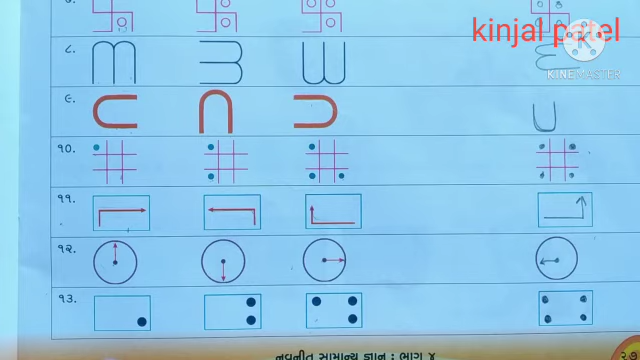 kinjal patel
K
KINEMASTER
૮.
૯.
૧૦.
૧૧.
૧૨.
૧૩.
નવનીત સામાન્ય જ્ઞાન : ભાગ ૪